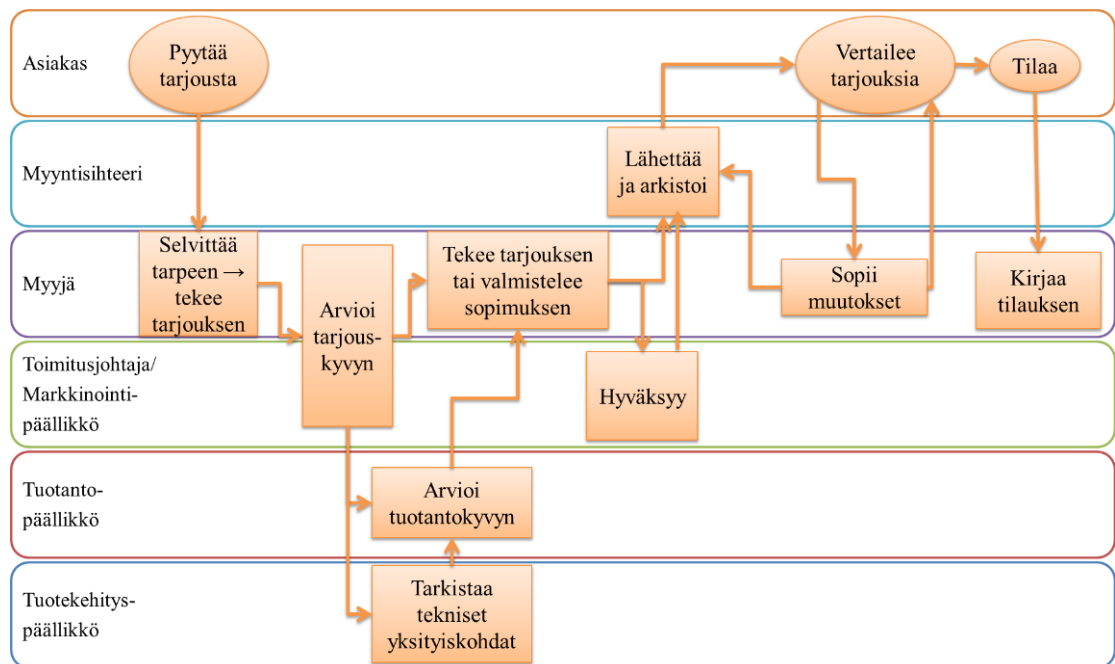 Asiakas
Pyytää
tarjousta
Vertailee
tarjouksia
Tilaa
Myyntisihteeri
Lähettää
ja arkistoi
Myyjä
Selvittää
tarpeen →
tekee
tarjouksen
Arvioi
tarjous-
kyvyn
Tekee tarjouksen
tai valmistelee
sopimuksen
Sopii
muutokset
Kirjaa
tilauksen
Toimitusjohtaja/
Markkinointi-
päällikkö
Hyväksyy
Tuotanto-
päällikkö
Arvioi
tuotantokyvyn
Tuotekehitys-
päällikkö
Tarkistaa
tekniset
yksityiskohdat